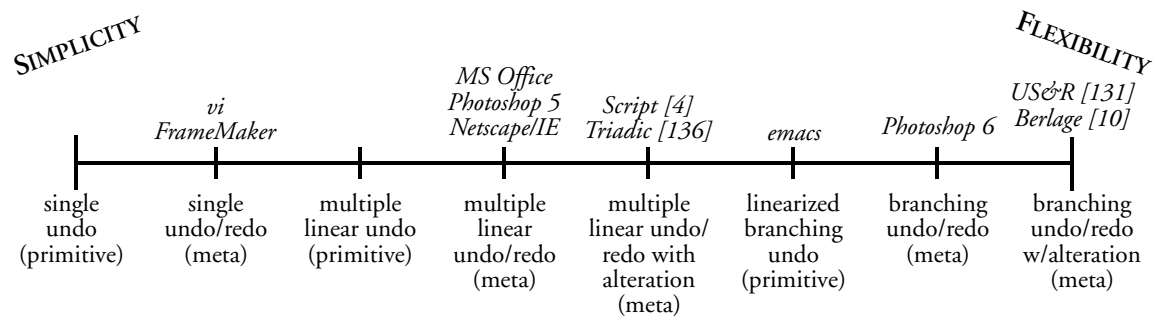 SIMPLICITY
FLEXIBILITY
vi
FrameMaker
MS Office
Photoshop 5
Netscape/IE
Script [4]
Triadic [136]
emacs
Photoshop 6
US&R [131]
Berlage [10]
single
undo
(primitive)
single
undo/redo
(meta)
multiple
linear undo
(primitive)
multiple
linear
undo/redo
(meta)
multiple
linear undo/
redo with
alteration
(meta)
linearized
branching
undo
(primitive)
branching
undo/redo
(meta)
branching
undo/redo
w/alteration
(meta)